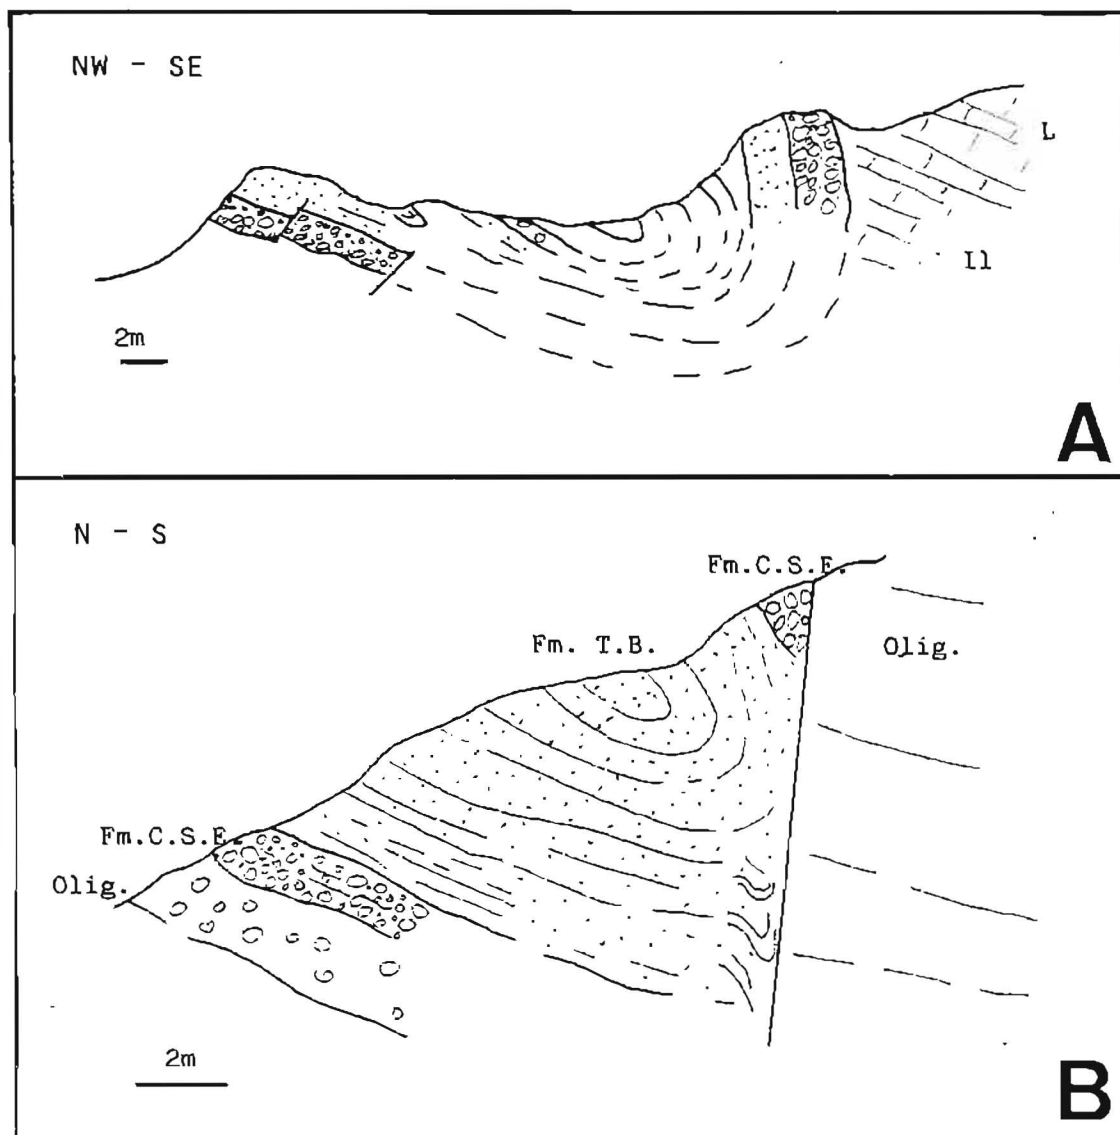 NW - SE
L
Il
2m
A
N - S
Fm.C.S.E.
Fm. T.B.
Olig.
Fm.C.S.E.
Olig.
2m
B